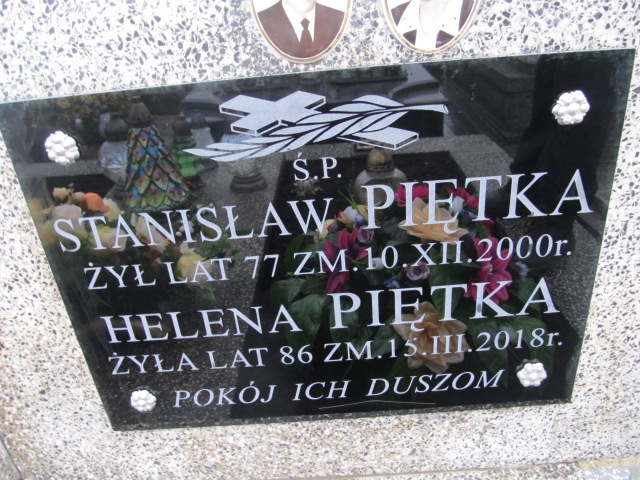 Ś.P.
STANISŁAW PIĘTKA
ŻYŁ LAT 77 ZM.10.XII.2000r.
HELENA PIĘTKA
ŻYŁA LAT 86 ZM.15.III.2018r.
POKÓJ ICH DUSZOM